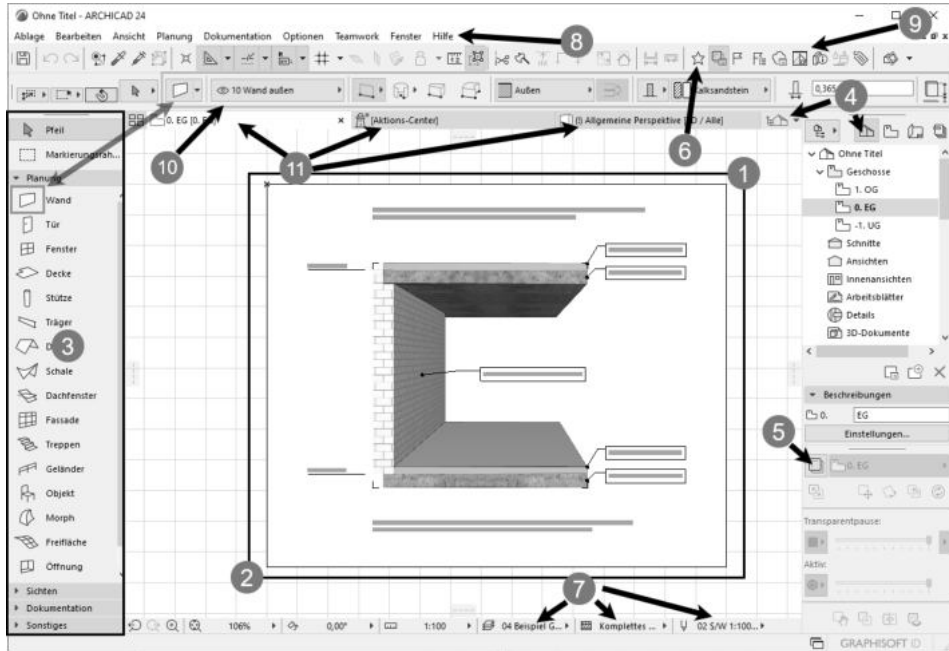 Ohne Titel - ARCHICAD 24
Ablage Bearbeiten Ansicht Planung Dokumentation Optionen Teamwork Fenster Hilfe
8
9
10 Wand außen
Außen
Kalksandstein
0,365
4
0. EG [0.
[Aktions-Center]
(!) Allgemeine Perspektive
/ Alle]
10
11
6
1
Pfeil
Markierungsrah...
Planung
Wand
Tür
Fenster
Decke
Stütze
Träger
D
3
Schale
Dachfenster
Fassade
Treppen
Geländer
Objekt
Morph
Freifläche
Öffnung
Sichten
Dokumentation
Sonstiges
Ohne Titel
Geschosse
1. OG
0. EG
-1. UG
Schnitte
Ansichten
Innenansichten
Arbeitsblätter
Details
3D-Dokumente
Beschreibungen
0. EG
5
Einstellungen...
0. EG
Transparentpause:
Aktiv:
2
7
106% 0,00° 1:100 04 Beispiel G... Komplettes ... 02 S/W 1:100...
GRAPHISOFT ID